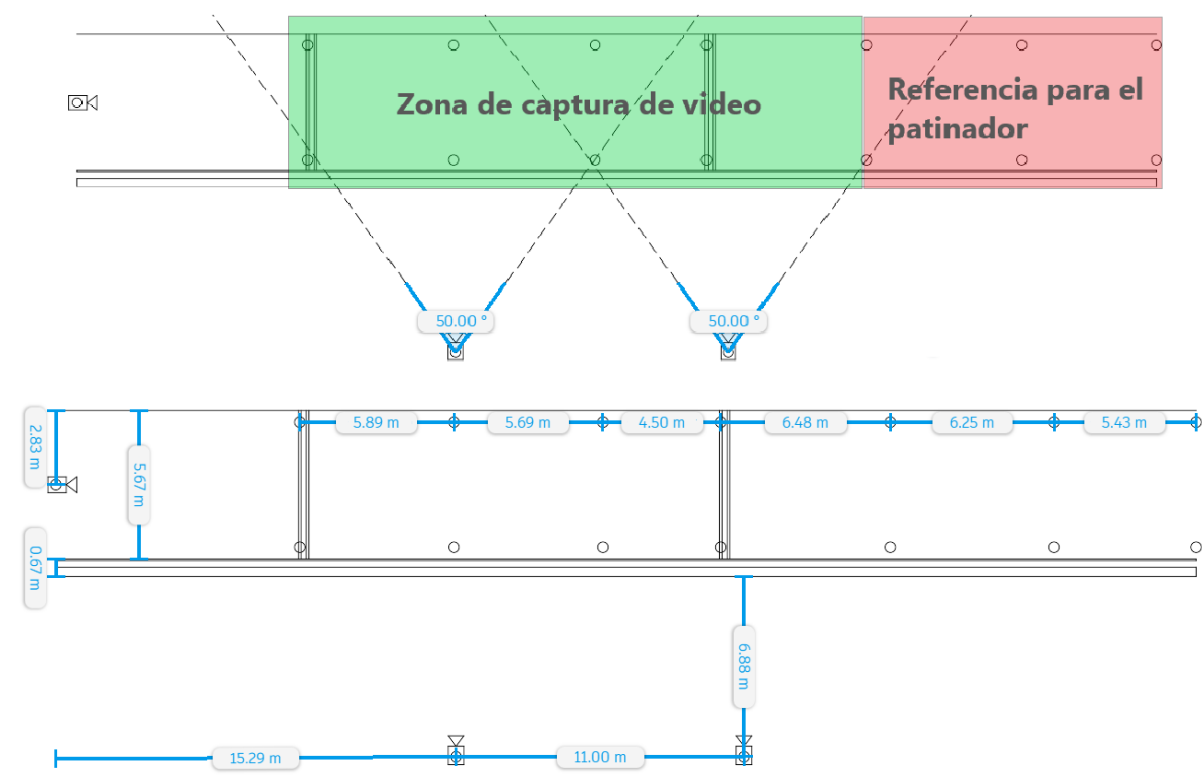 Zona de captura de video
Referencia para el
patinador
50.00 °
50.00 °
2.83 m
5.67 m
0.67 m
5.89 m
5.69 m
4.50 m
6.48 m
6.25 m
5.43 m
6.88 m
15.29 m
11.00 m